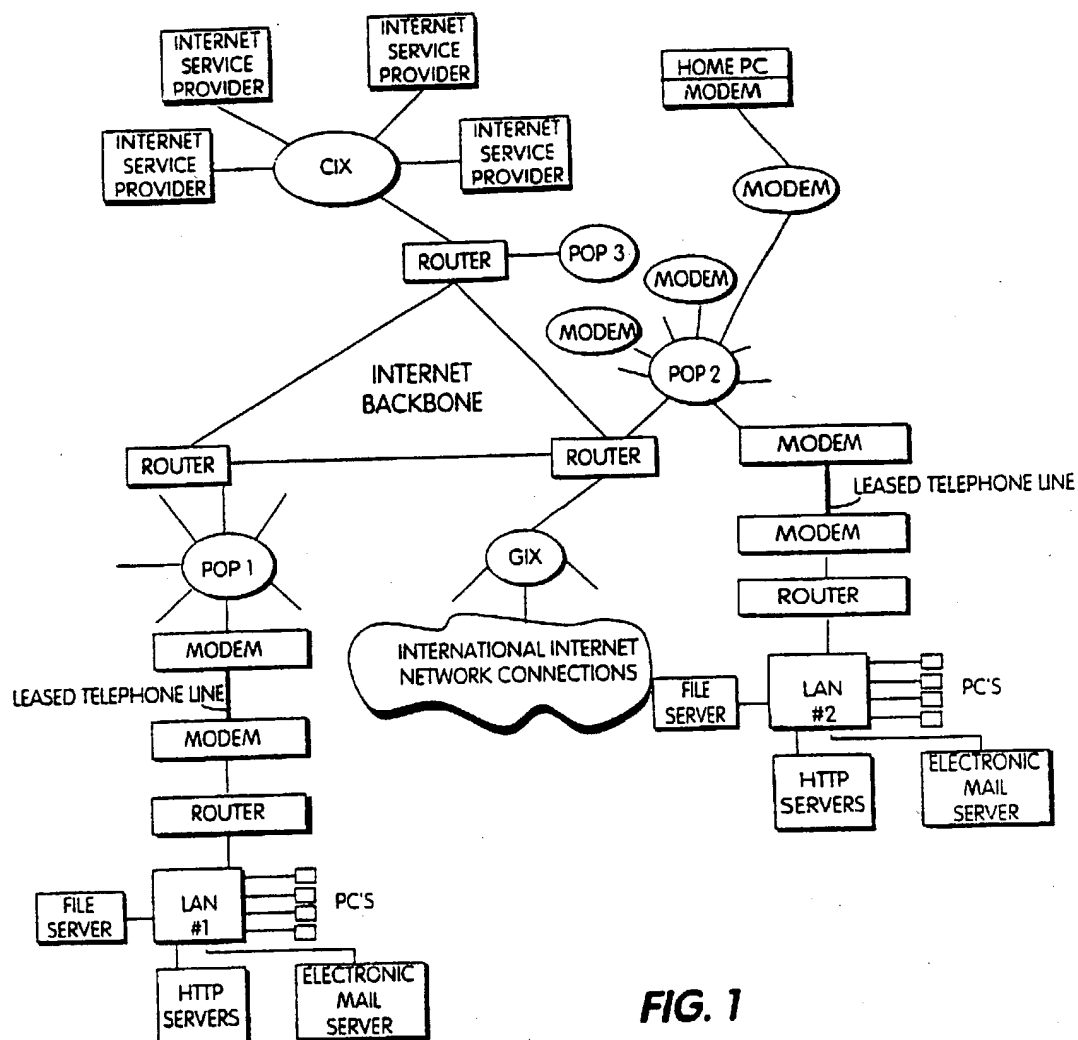 INTERNET
SERVICE
PROVIDER
INTERNET
SERVICE
PROVIDER
HOME PC
MODEM
INTERNET
SERVICE
PROVIDER
CIX
INTERNET
SERVICE
PROVIDER
MODEM
ROUTER
POP 3
MODEM
MODEM
POP 2
INTERNET
BACKBONE
ROUTER
ROUTER
MODEM
LEASED TELEPHONE LINE
MODEM
POP 1
GIX
ROUTER
MODEM
INTERNATIONAL INTERNET
NETWORK CONNECTIONS
LEASED TELEPHONE LINE
FILE
SERVER
LAN
#2
PC'S
MODEM
HTTP
SERVERS
ELECTRONIC
MAIL
SERVER
ROUTER
FILE
SERVER
LAN
#1
PC'S
HTTP
SERVERS
ELECTRONIC
MAIL
SERVER
FIG. 1